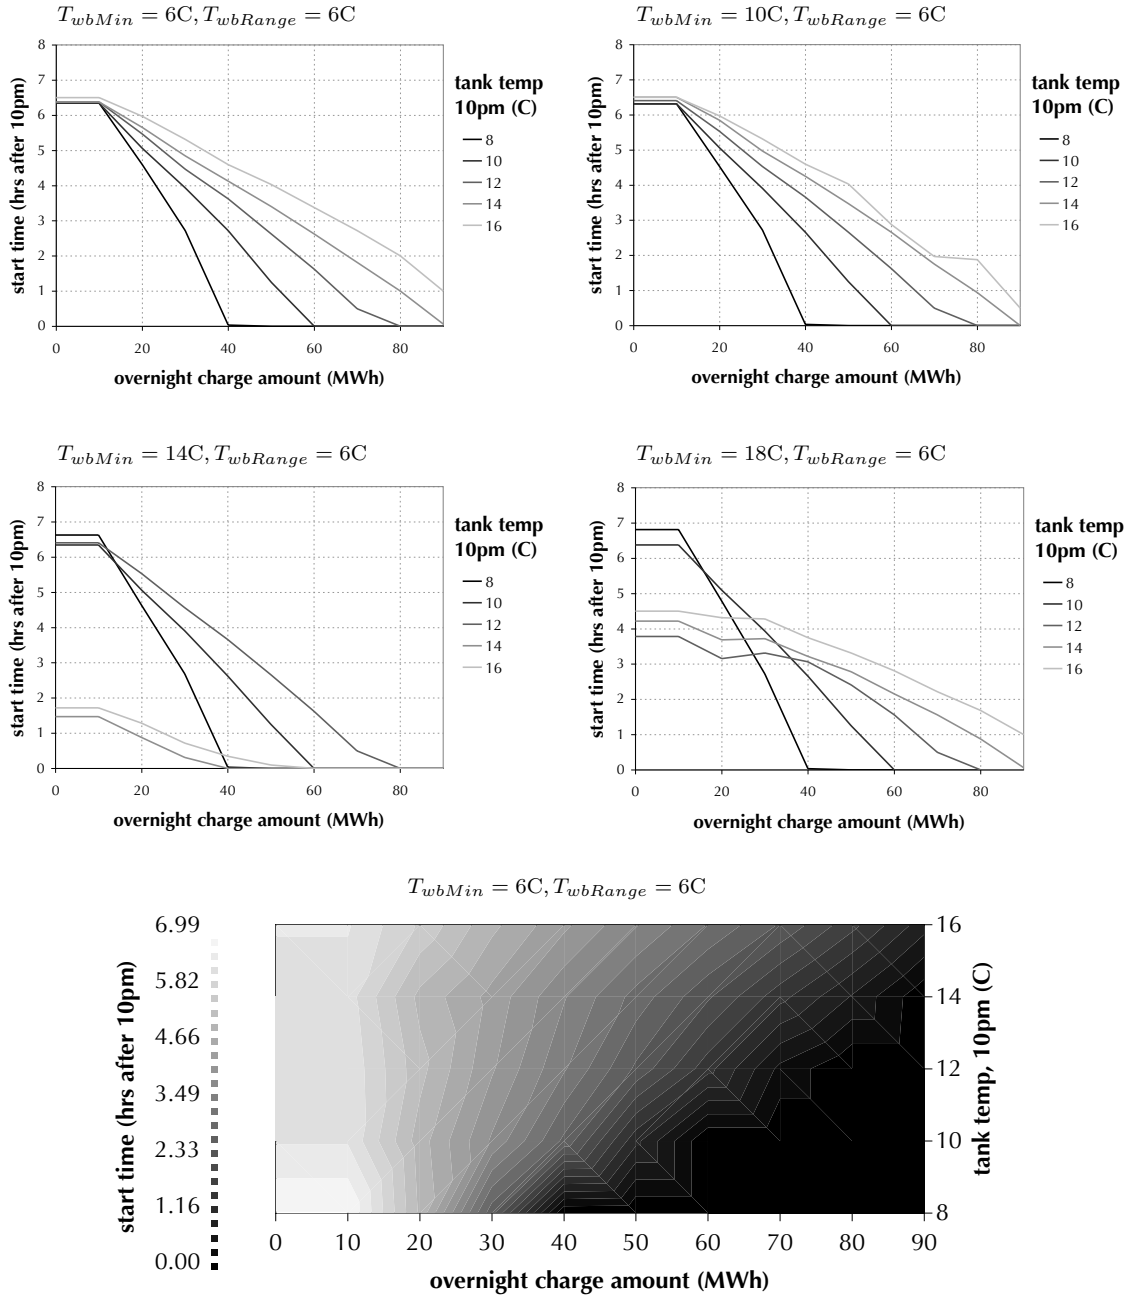 T_wbMin = 6C, T_wbRange = 6C
T_wbMin = 10C, T_wbRange = 6C
8
7
6
5
4
3
2
1
0
start time (hrs after 10pm)
0 20 40 60 80
overnight charge amount (MWh)
tank temp
10pm (C)
8
10
12
14
16
8
7
6
5
4
3
2
1
0
start time (hrs after 10pm)
0 20 40 60 80
overnight charge amount (MWh)
tank temp
10pm (C)
8
10
12
14
16
T_wbMin = 14C, T_wbRange = 6C
T_wbMin = 18C, T_wbRange = 6C
8
7
6
5
4
3
2
1
0
start time (hrs after 10pm)
0 20 40 60 80
overnight charge amount (MWh)
tank temp
10pm (C)
8
10
12
14
16
8
7
6
5
4
3
2
1
0
start time (hrs after 10pm)
0 20 40 60 80
overnight charge amount (MWh)
tank temp
10pm (C)
8
10
12
14
16
T_wbMin = 6C, T_wbRange = 6C
start time (hrs after 10pm)
6.99
5.82
4.66
3.49
2.33
1.16
0.00
16
14
12
10
8
tank temp, 10pm (C)
0 10 20 30 40 50 60 70 80 90
overnight charge amount (MWh)